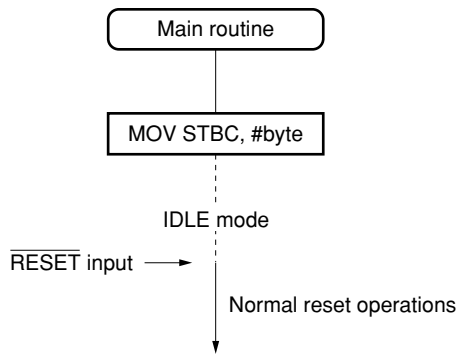 Main routine
MOV STBC, #byte
IDLE mode
RESET input
Normal reset operations